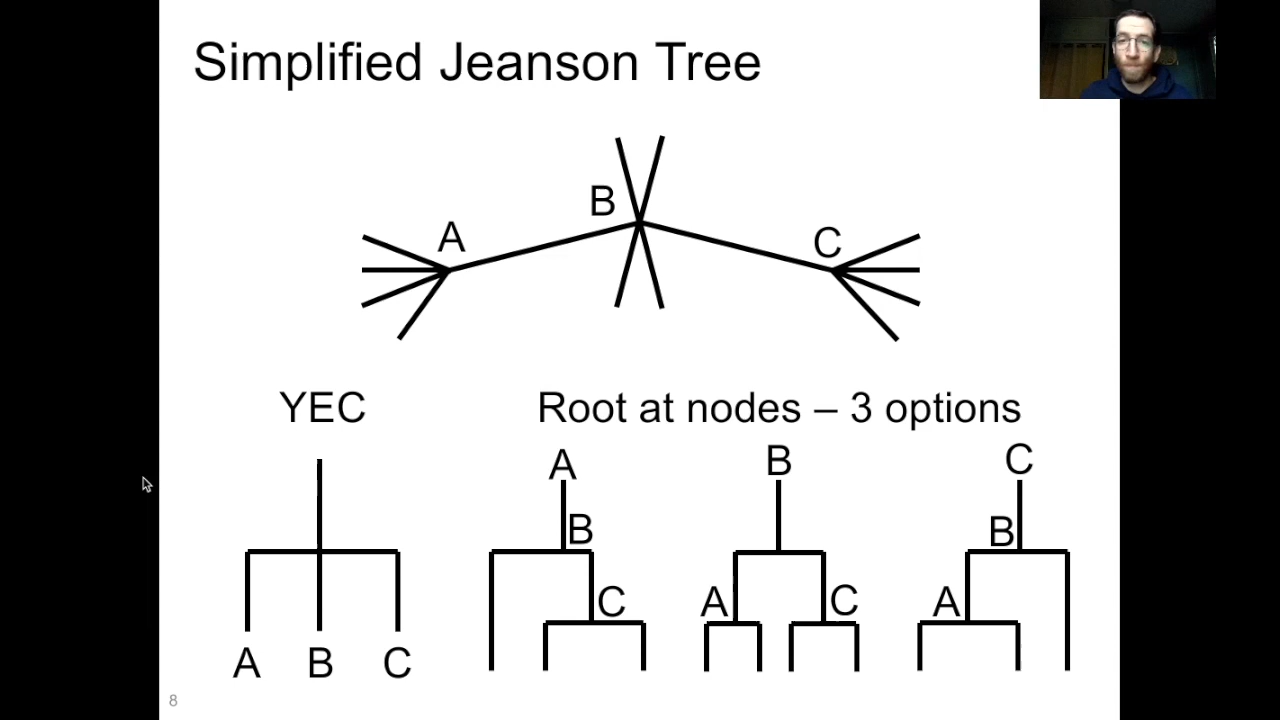 Simplified Jeanson Tree
B
A
C
YEC
Root at nodes – 3 options
A
B
C
B
B
C
A
C
A
A B C
8